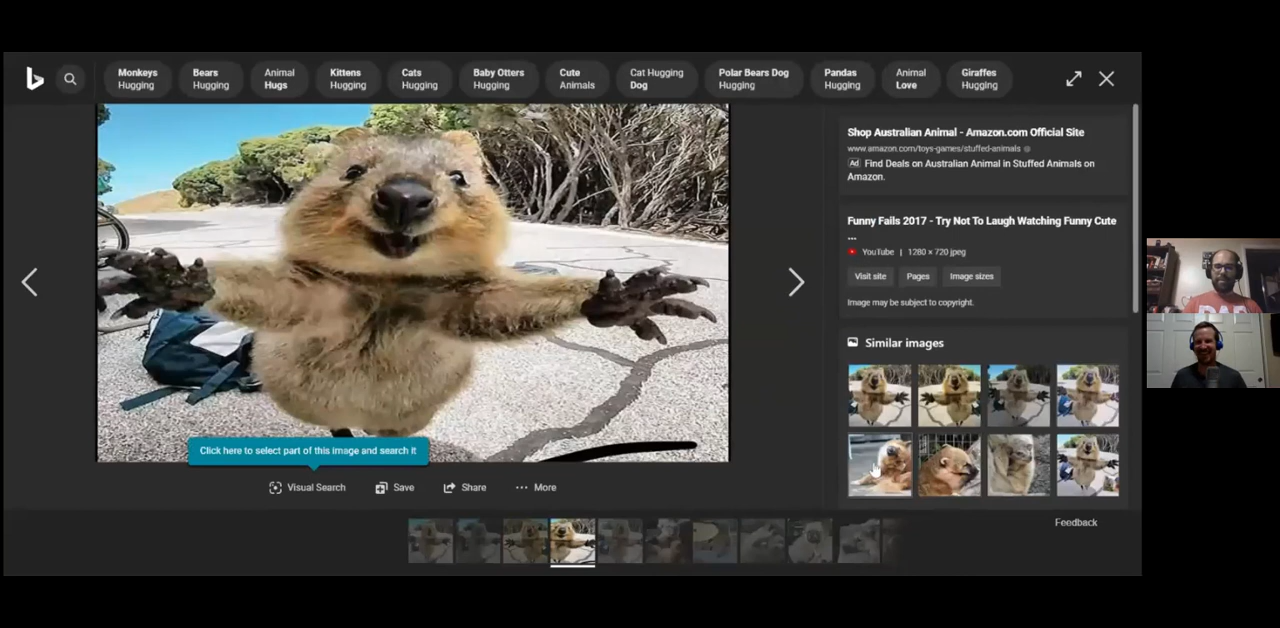 Monkeys
Hugging
Bears
Hugging
Animal
Hugs
Kittens
Hugging
Cats
Hugging
Baby Otters
Hugging
Cute
Animals
Cat Hugging
Dog
Polar Bears Dog
Hugging
Pandas
Hugging
Animal
Love
Giraffes
Hugging
Shop Australian Animal - Amazon.com Official Site
www.amazon.com/toys-games/stuffed-animals
Ad Find Deals on Australian Animal in Stuffed Animals on
Amazon.
Funny Fails 2017 - Try Not To Laugh Watching Funny Cute
...
YouTube | 1280 × 720 jpeg
Visit site Pages Image sizes
Image may be subject to copyright.
Similar images
Click here to select part of this image and search it
Visual Search Save Share ··· More
Feedback